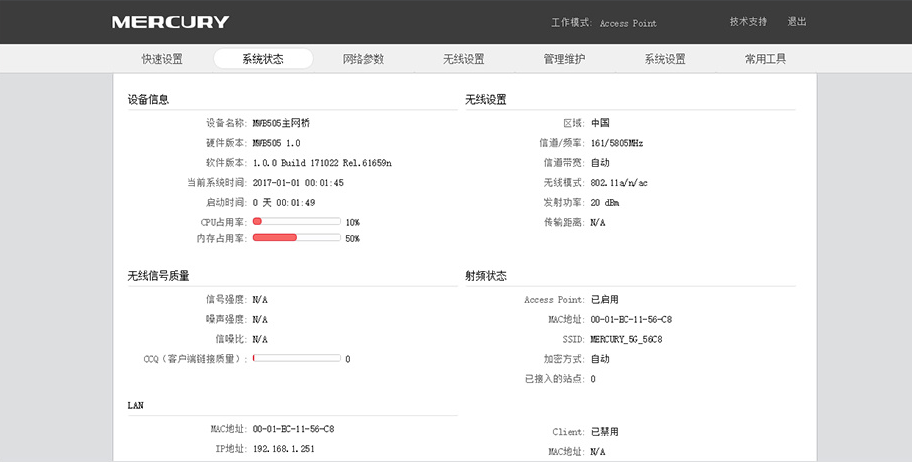 MERCURY
工作模式: Access Point
技术支持
退出
快速设置
系统状态
网络参数
无线设置
管理维护
系统设置
常用工具
设备信息
设备名称: MWB505主网桥
硬件版本: MWB505 1.0
软件版本: 1.0.0 Build 171022 Rel.61659n
当前系统时间: 2017-01-01 00:01:45
启动时间: 0 天 00:01:49
CPU占用率: 10%
内存占用率: 50%
无线设置
区域: 中国
信道/频率: 161/5805MHz
信道带宽: 自动
无线模式: 802.11a/n/ac
发射功率: 20 dBm
传输距离: N/A
无线信号质量
信号强度: N/A
噪声强度: N/A
信噪比: N/A
CCQ（客户端链接质量）: 0
射频状态
Access Point: 已启用
MAC地址: 00-01-EC-11-56-C8
SSID: MERCURY_5G_56C8
加密方式: 自动
已接入的站点: 0
LAN
MAC地址: 00-01-EC-11-56-C8
IP地址: 192.168.1.251
Client: 已禁用
MAC地址: N/A